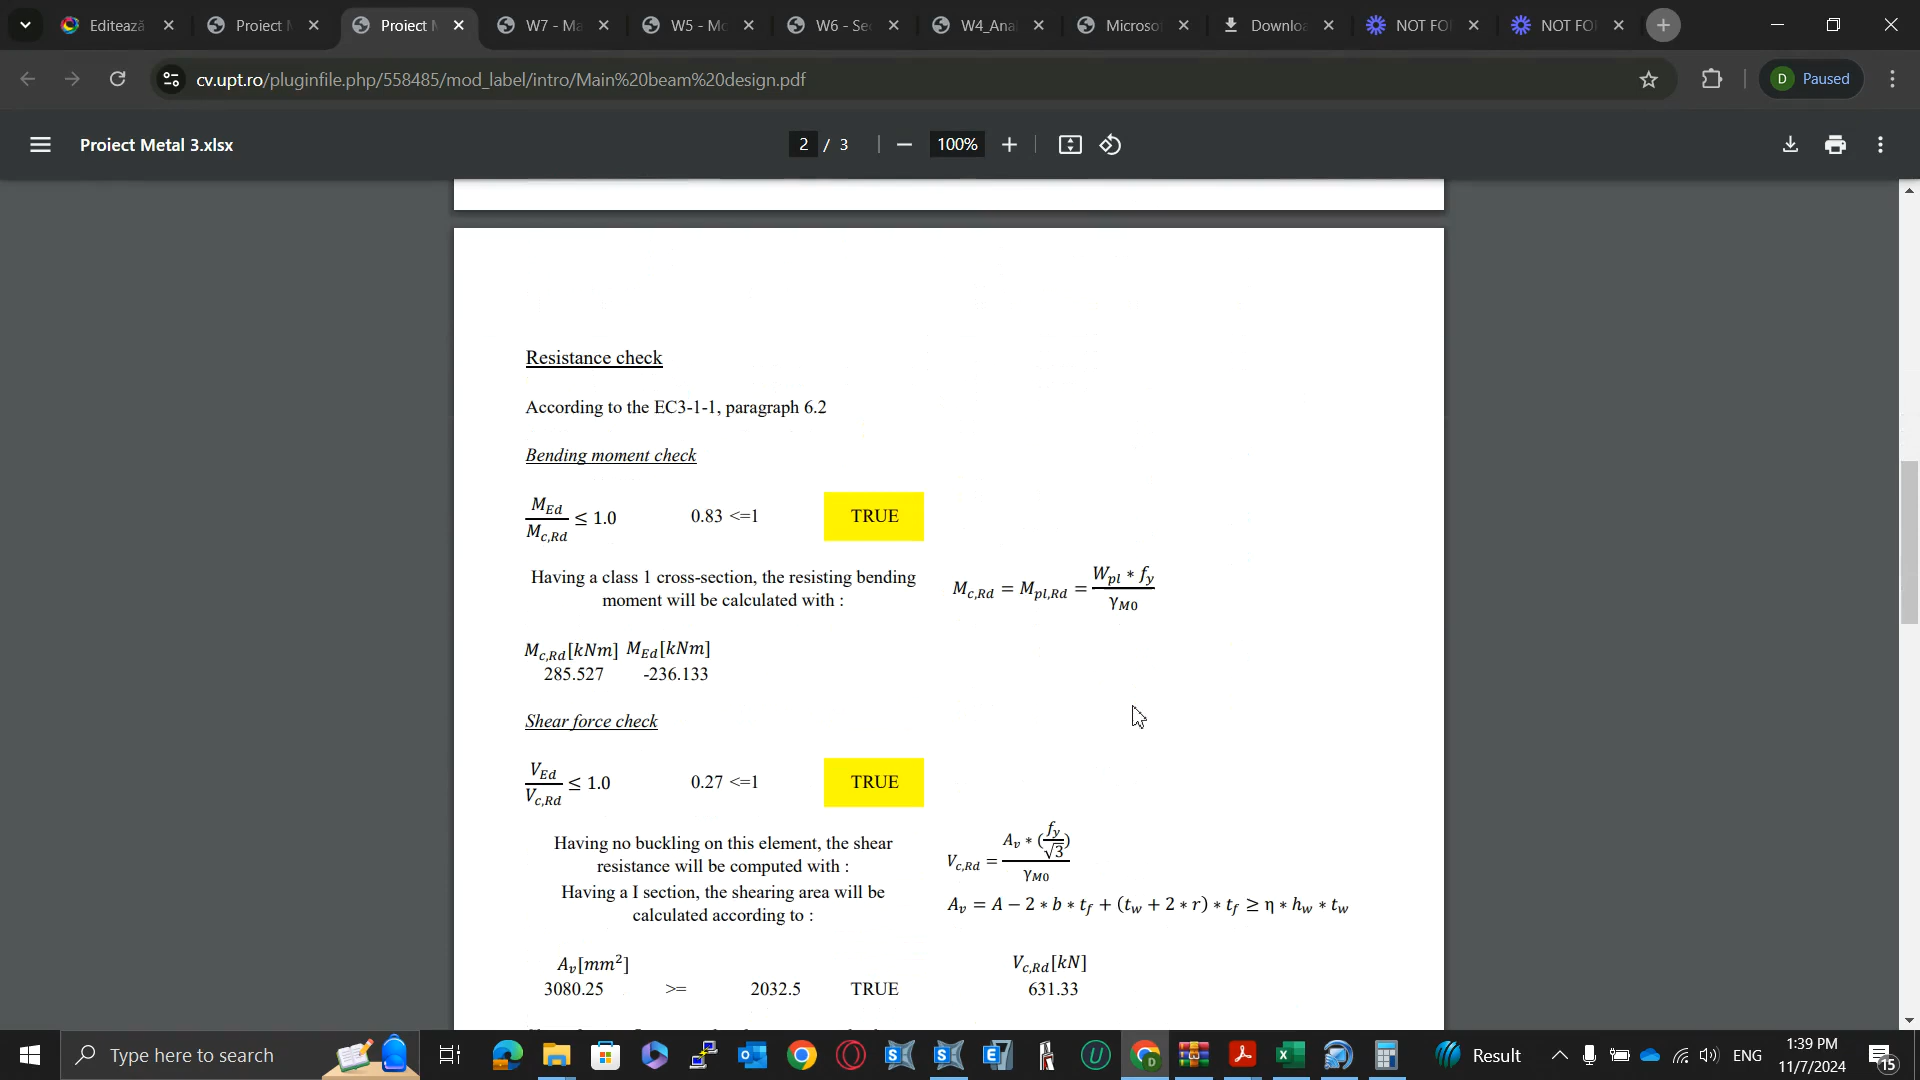 Editează
Proiect M
Proiect M
W7 - Ma
W5 - Mo
W6 - Sec
W4_Anal
Microsof
Downloa
NOT FO
NOT FO
cv.upt.ro/pluginfile.php/558485/mod_label/intro/Main%20beam%20design.pdf
D Paused
Proiect Metal 3.xlsx
2 / 3
100%
Resistance check
According to the EC3-1-1, paragraph 6.2
Bending moment check
M_Ed / M_c,Rd ≤ 1.0 0.83 <=1 TRUE
Having a class 1 cross-section, the resisting bending
moment will be calculated with :
M_c,Rd = M_pl,Rd = W_pl * f_y / γ_M0
M_c,Rd[kNm] M_Ed[kNm]
285.527 -236.133
Shear force check
V_Ed / V_c,Rd ≤ 1.0 0.27 <=1 TRUE
Having no buckling on this element, the shear
resistance will be computed with :
V_c,Rd = A_v * (f_y / √3) / γ_M0
Having a I section, the shearing area will be
calculated according to :
A_v = A − 2 * b * t_f + (t_w + 2 * r) * t_f ≥ η * h_w * t_w
A_v[mm²] V_c,Rd[kN]
3080.25 >= 2032.5 TRUE 631.33
Type here to search
Result
ENG
1:39 PM
11/7/2024
15